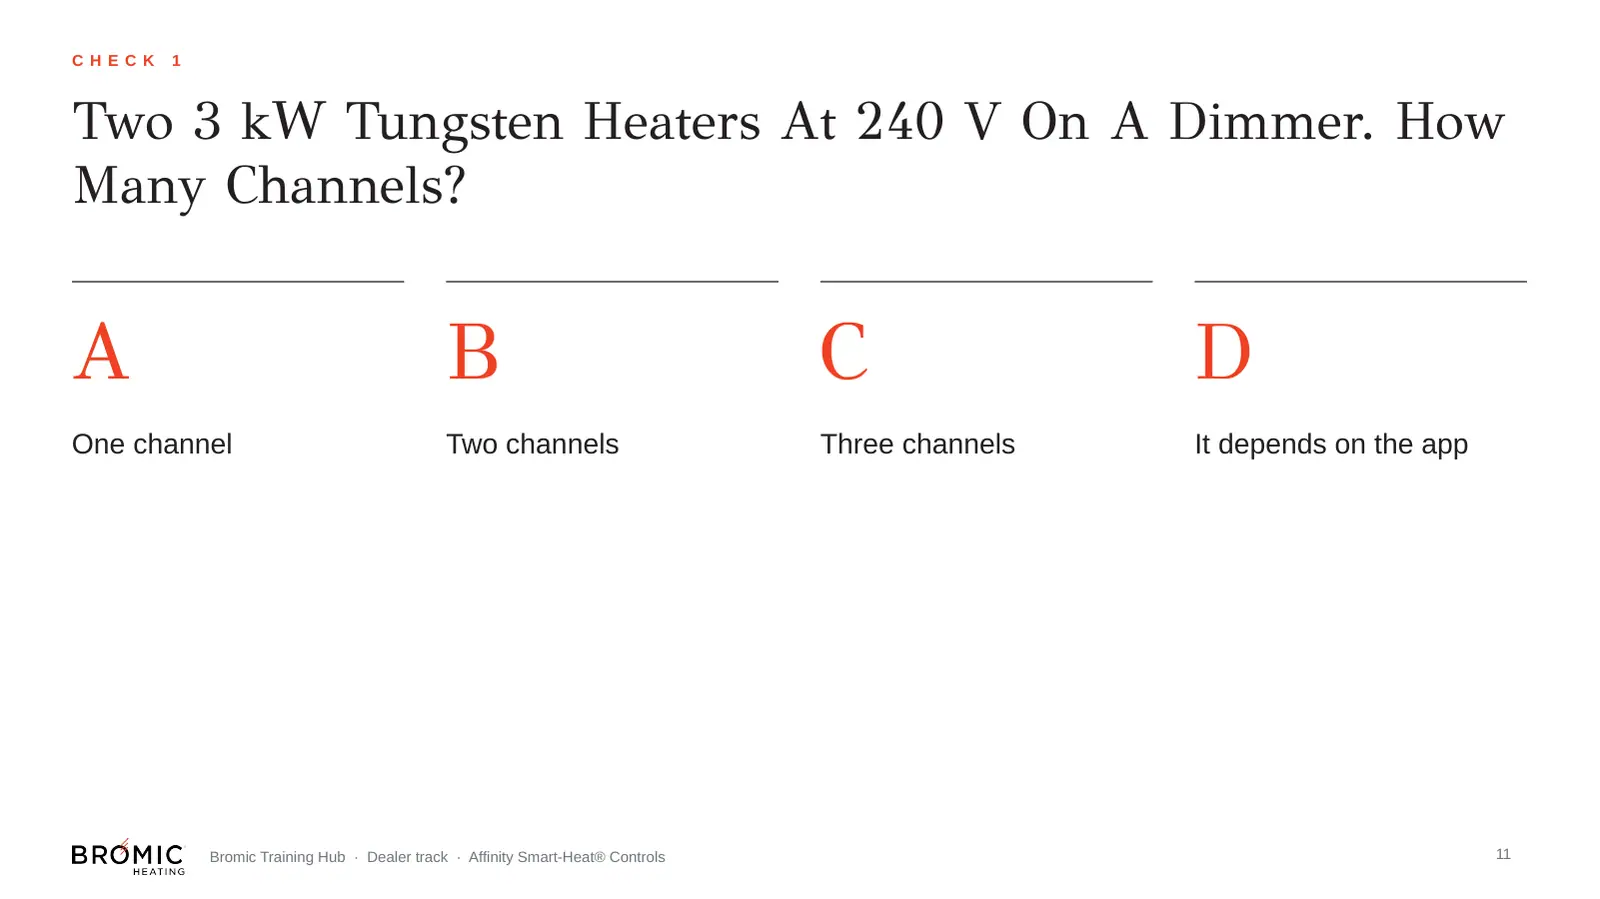 CHECK 1
Two 3 kW Tungsten Heaters At 240 V On A Dimmer. How
Many Channels?
A
One channel
B
Two channels
C
Three channels
D
It depends on the app
BROMIC
HEATING
Bromic Training Hub · Dealer track · Affinity Smart-Heat® Controls
11